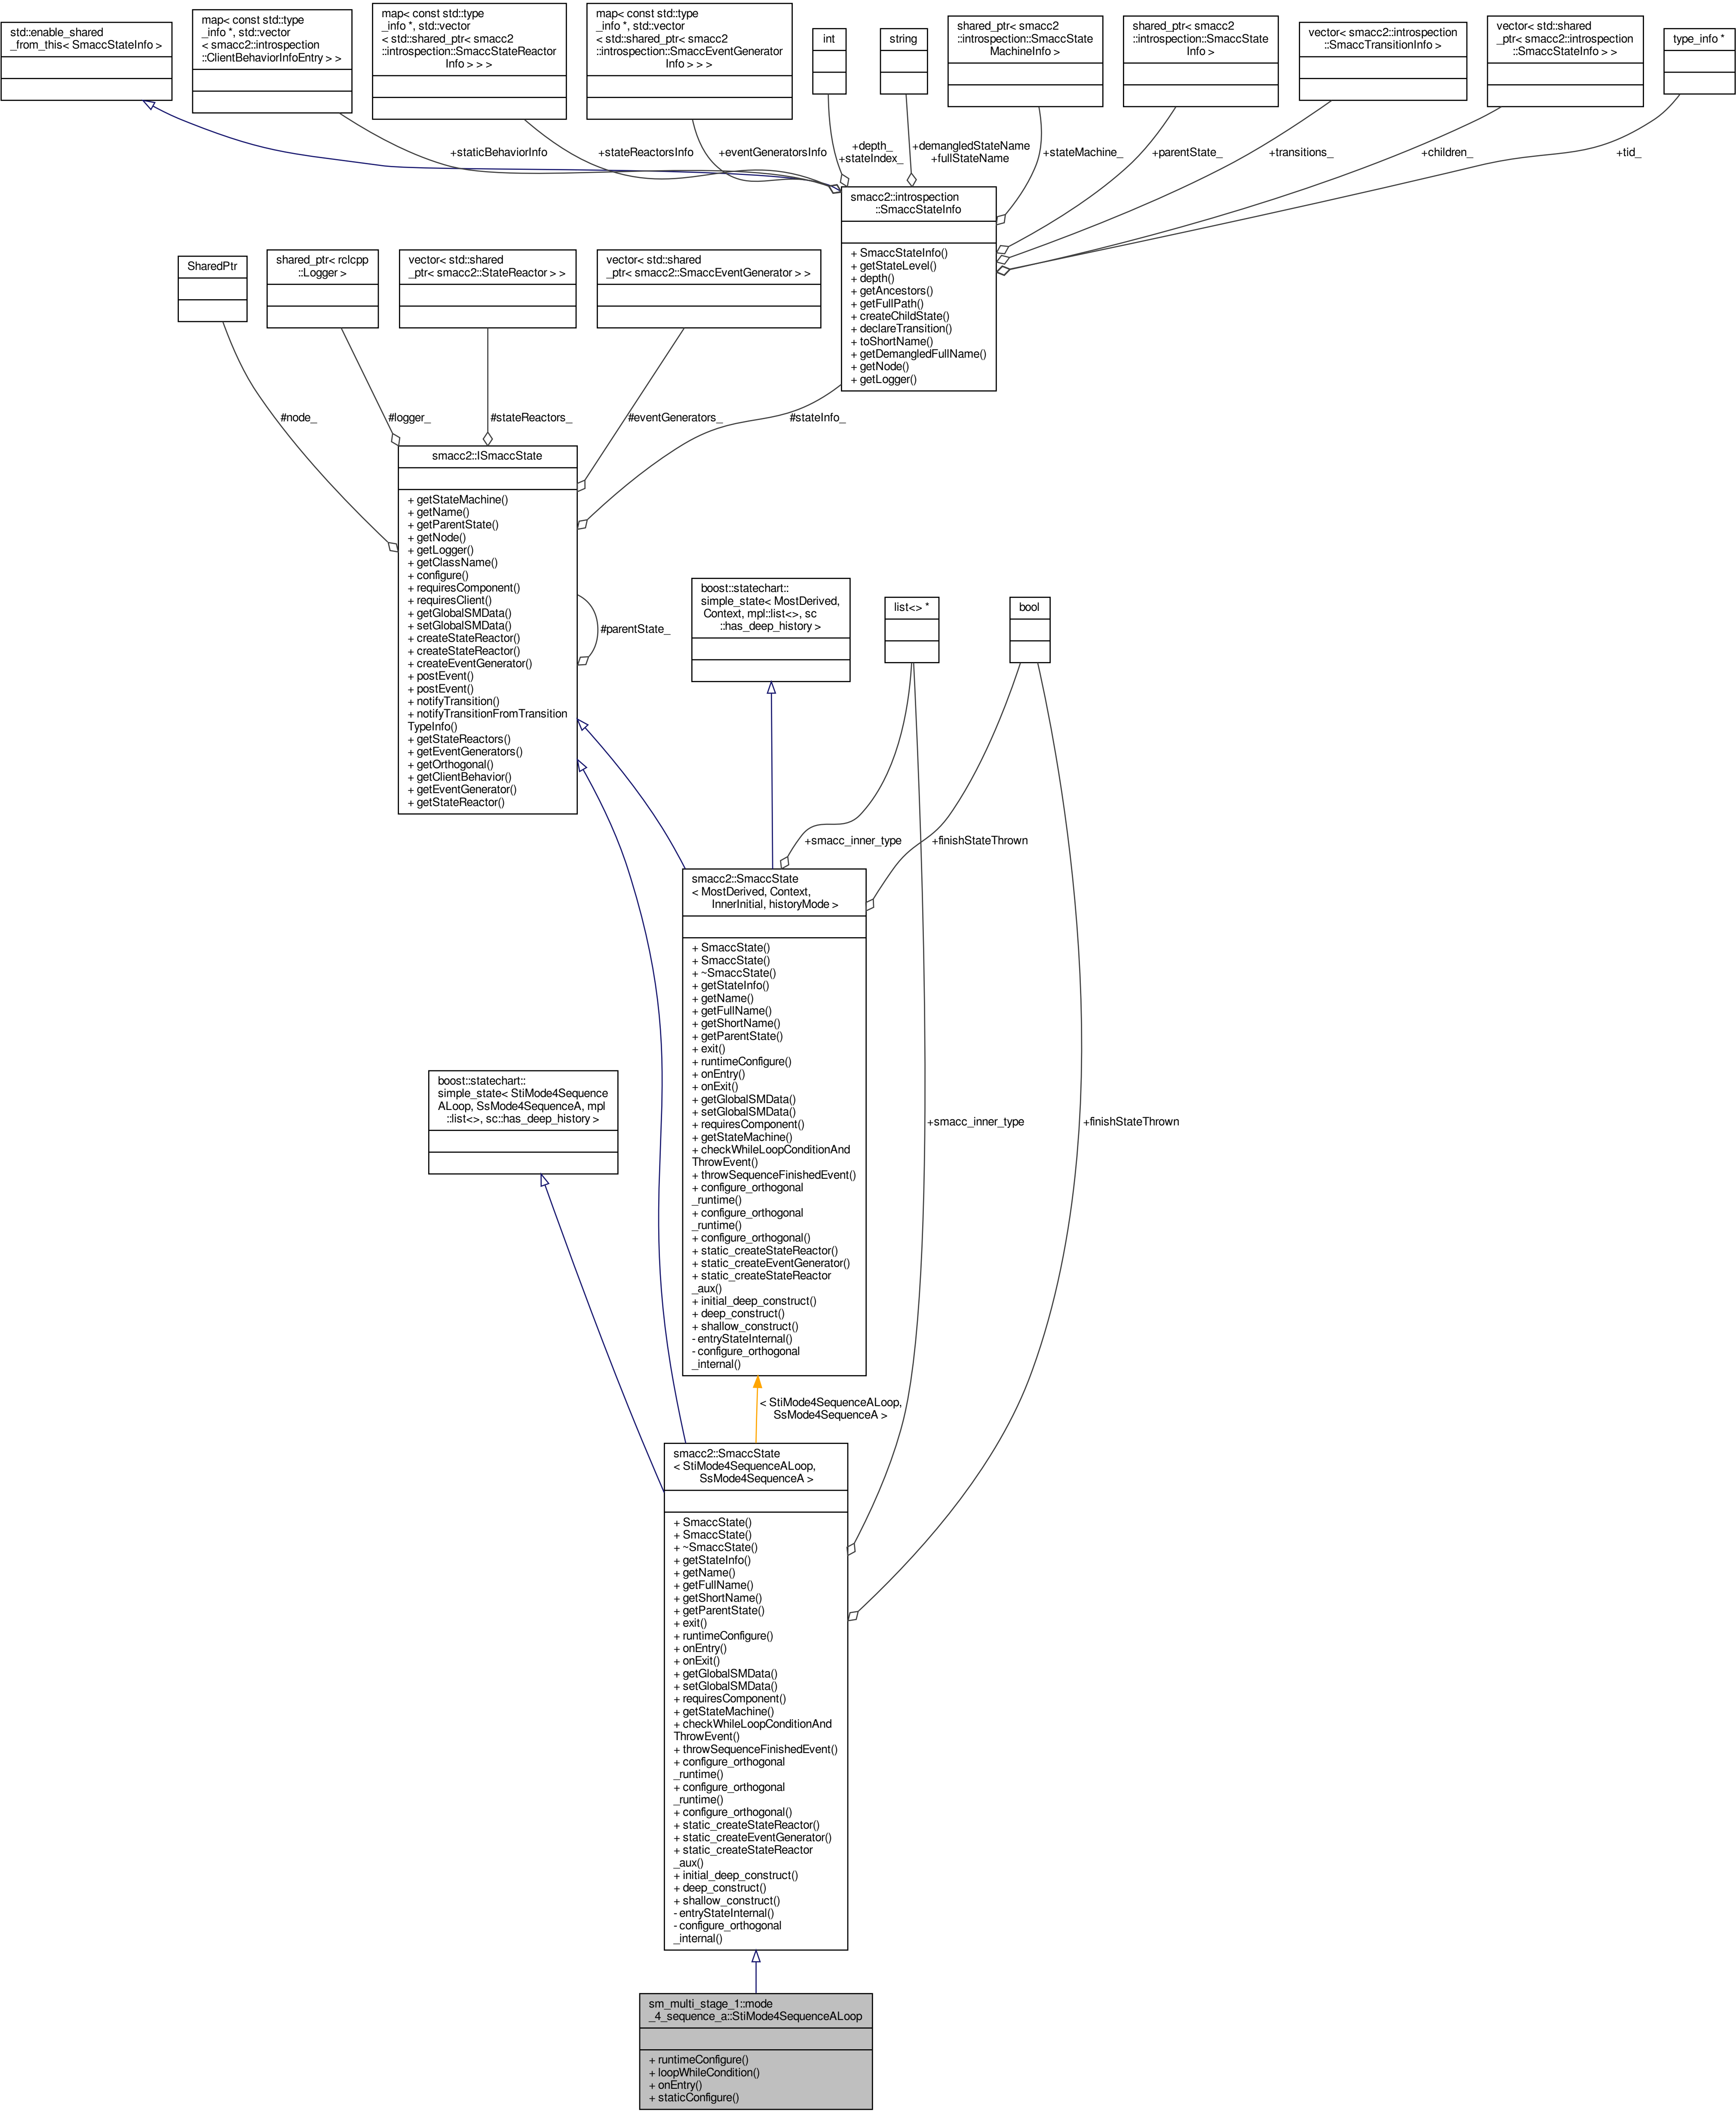 std::enable_shared
_from_this< SmaccStateInfo >
map< const std::type
_info *, std::vector
< smacc2::introspection
::ClientBehaviorInfoEntry > >
map< const std::type
_info *, std::vector
< std::shared_ptr< smacc2
::introspection::SmaccStateReactor
Info > > >
map< const std::type
_info *, std::vector
< std::shared_ptr< smacc2
::introspection::SmaccEventGenerator
Info > > >
int
string
shared_ptr< smacc2
::introspection::SmaccState
MachineInfo >
shared_ptr< smacc2
::introspection::SmaccState
Info >
vector< smacc2::introspection
::SmaccTransitionInfo >
vector< std::shared
_ptr< smacc2::introspection
::SmaccStateInfo > >
type_info *
+staticBehaviorInfo
+stateReactorsInfo
+eventGeneratorsInfo
+depth_
+stateIndex_
+demangledStateName
+fullStateName
+stateMachine_
+parentState_
+transitions_
+children_
+tid_
smacc2::introspection
::SmaccStateInfo
+ SmaccStateInfo()
+ getStateLevel()
+ depth()
+ getAncestors()
+ getFullPath()
+ createChildState()
+ declareTransition()
+ toShortName()
+ getDemangledFullName()
+ getNode()
+ getLogger()
SharedPtr
shared_ptr< rclcpp
::Logger >
vector< std::shared
_ptr< smacc2::StateReactor > >
vector< std::shared
_ptr< smacc2::SmaccEventGenerator > >
#node_
#logger_
#stateReactors_
#eventGenerators_
#stateInfo_
smacc2::ISmaccState
+ getStateMachine()
+ getName()
+ getParentState()
+ getNode()
+ getLogger()
+ getClassName()
+ configure()
+ requiresComponent()
+ requiresClient()
+ getGlobalSMData()
+ setGlobalSMData()
+ createStateReactor()
+ createStateReactor()
+ createEventGenerator()
+ postEvent()
+ postEvent()
+ notifyTransition()
+ notifyTransitionFromTransition
TypeInfo()
+ getStateReactors()
+ getEventGenerators()
+ getOrthogonal()
+ getClientBehavior()
+ getEventGenerator()
+ getStateReactor()
#parentState_
boost::statechart::
simple_state< MostDerived,
Context, mpl::list<>, sc
::has_deep_history >
list<> *
bool
+smacc_inner_type
+finishStateThrown
smacc2::SmaccState
< MostDerived, Context,
InnerInitial, historyMode >
+ SmaccState()
+ SmaccState()
+ ~SmaccState()
+ getStateInfo()
+ getName()
+ getFullName()
+ getShortName()
+ getParentState()
+ exit()
+ runtimeConfigure()
+ onEntry()
+ onExit()
+ getGlobalSMData()
+ setGlobalSMData()
+ requiresComponent()
+ getStateMachine()
+ checkWhileLoopConditionAnd
ThrowEvent()
+ throwSequenceFinishedEvent()
+ configure_orthogonal
_runtime()
+ configure_orthogonal
_runtime()
+ configure_orthogonal()
+ static_createStateReactor()
+ static_createEventGenerator()
+ static_createStateReactor
_aux()
+ initial_deep_construct()
+ deep_construct()
+ shallow_construct()
- entryStateInternal()
- configure_orthogonal
_internal()
boost::statechart::
simple_state< StiMode4Sequence
ALoop, SsMode4SequenceA, mpl
::list<>, sc::has_deep_history >
+smacc_inner_type
+finishStateThrown
< StiMode4SequenceALoop,
SsMode4SequenceA >
smacc2::SmaccState
< StiMode4SequenceALoop,
SsMode4SequenceA >
+ SmaccState()
+ SmaccState()
+ ~SmaccState()
+ getStateInfo()
+ getName()
+ getFullName()
+ getShortName()
+ getParentState()
+ exit()
+ runtimeConfigure()
+ onEntry()
+ onExit()
+ getGlobalSMData()
+ setGlobalSMData()
+ requiresComponent()
+ getStateMachine()
+ checkWhileLoopConditionAnd
ThrowEvent()
+ throwSequenceFinishedEvent()
+ configure_orthogonal
_runtime()
+ configure_orthogonal
_runtime()
+ configure_orthogonal()
+ static_createStateReactor()
+ static_createEventGenerator()
+ static_createStateReactor
_aux()
+ initial_deep_construct()
+ deep_construct()
+ shallow_construct()
- entryStateInternal()
- configure_orthogonal
_internal()
sm_multi_stage_1::mode
_4_sequence_a::StiMode4SequenceALoop
+ runtimeConfigure()
+ loopWhileCondition()
+ onEntry()
+ staticConfigure()